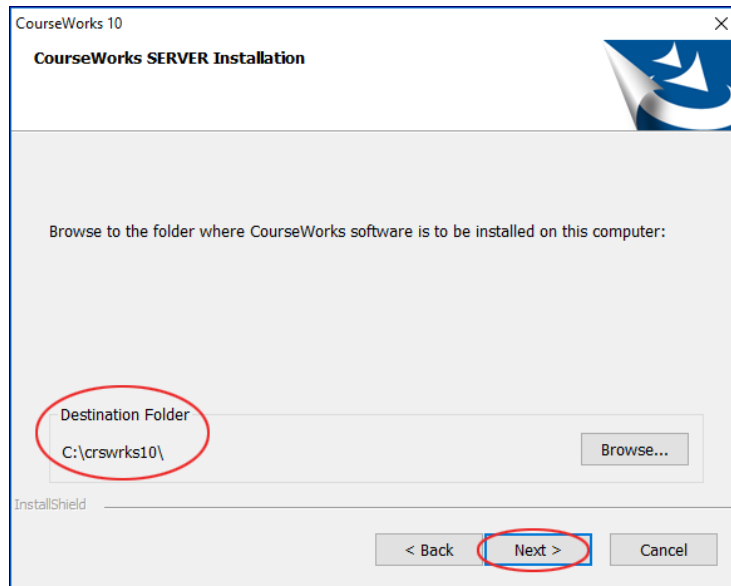 CourseWorks 10
CourseWorks SERVER Installation
Browse to the folder where CourseWorks software is to be installed on this computer:
Destination Folder
C:\crswrks10\
Browse...
InstallShield
< Back
Next >
Cancel